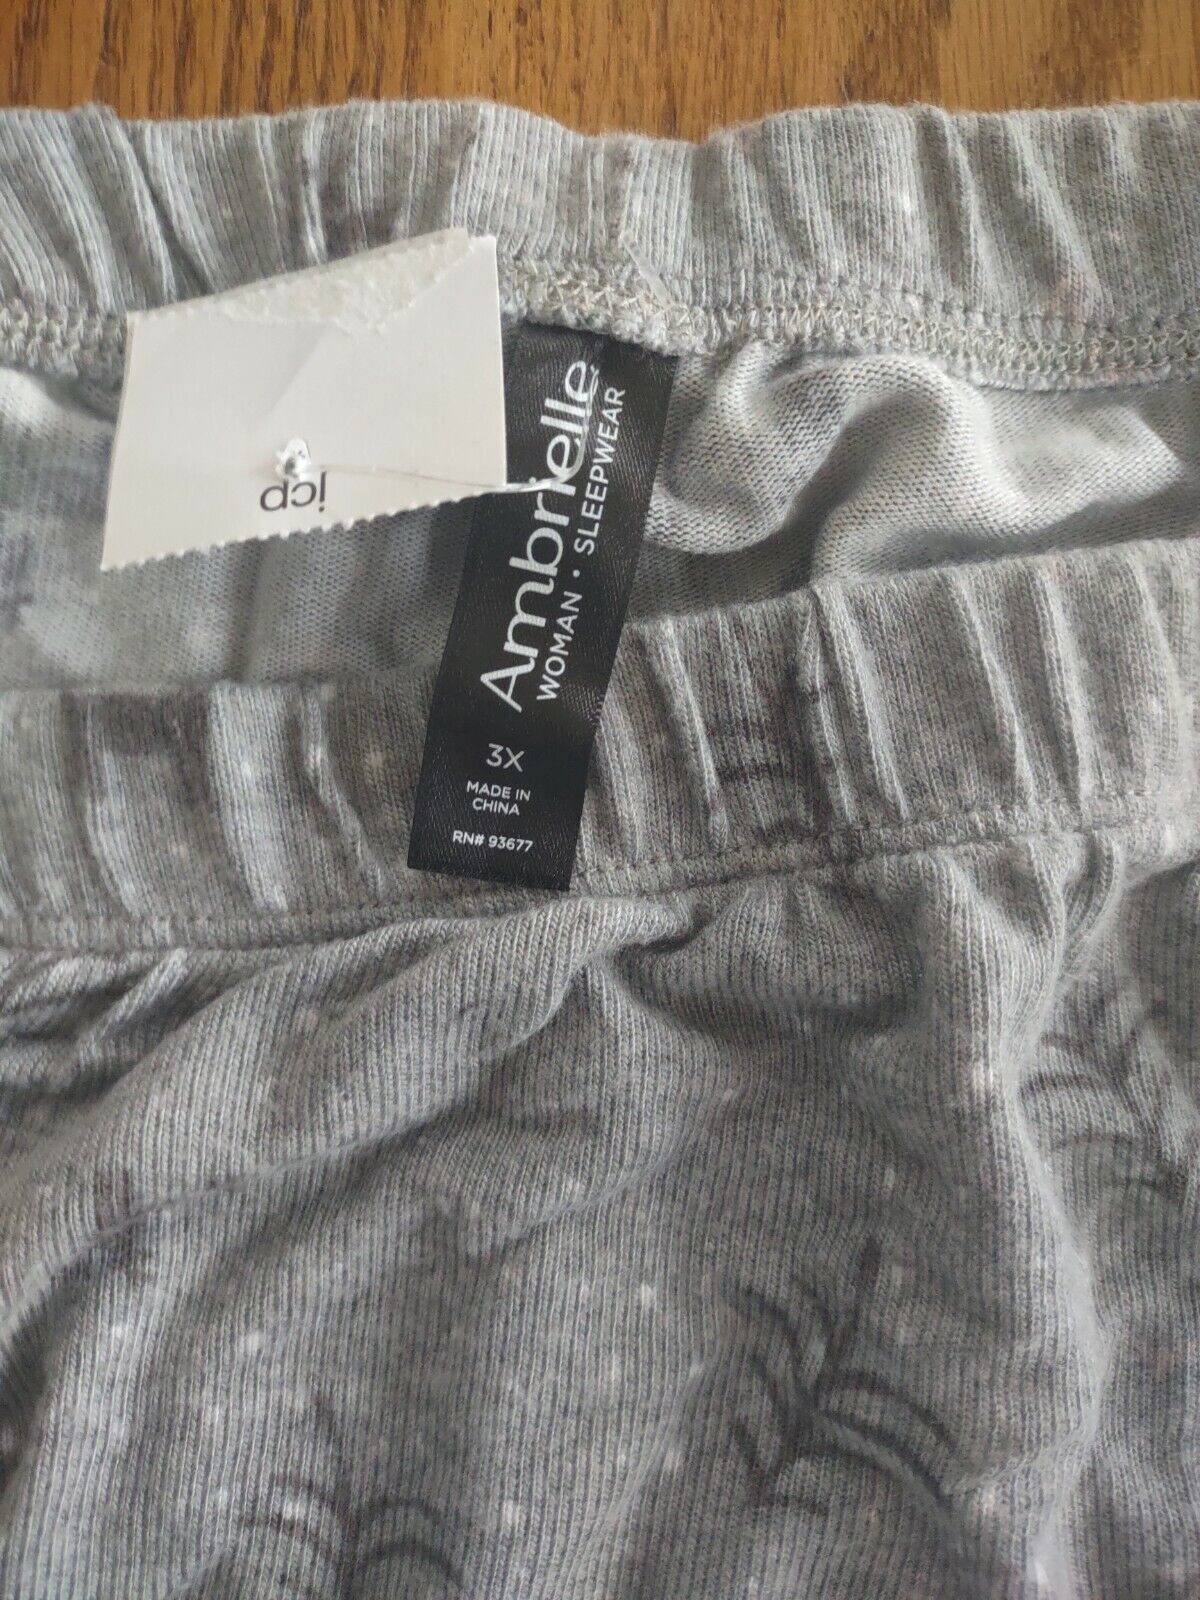 jcp
Ambrielle
WOMAN · SLEEPWEAR
3X
MADE IN
CHINA
RN# 93677